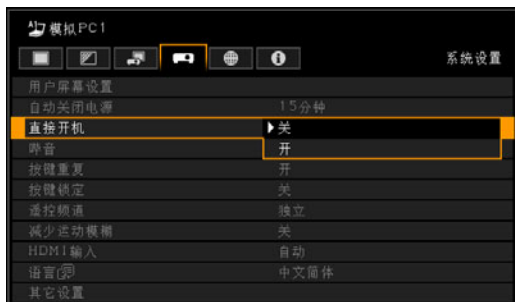 模拟PC1
系统设置
用户屏幕设置
自动关闭电源 15分钟
直接开机 关
哔音 开
按键重复 开
按键锁定 关
遥控频道 独立
减少运动模糊 关
HDMI输入 自动
语言 中文简体
其它设置